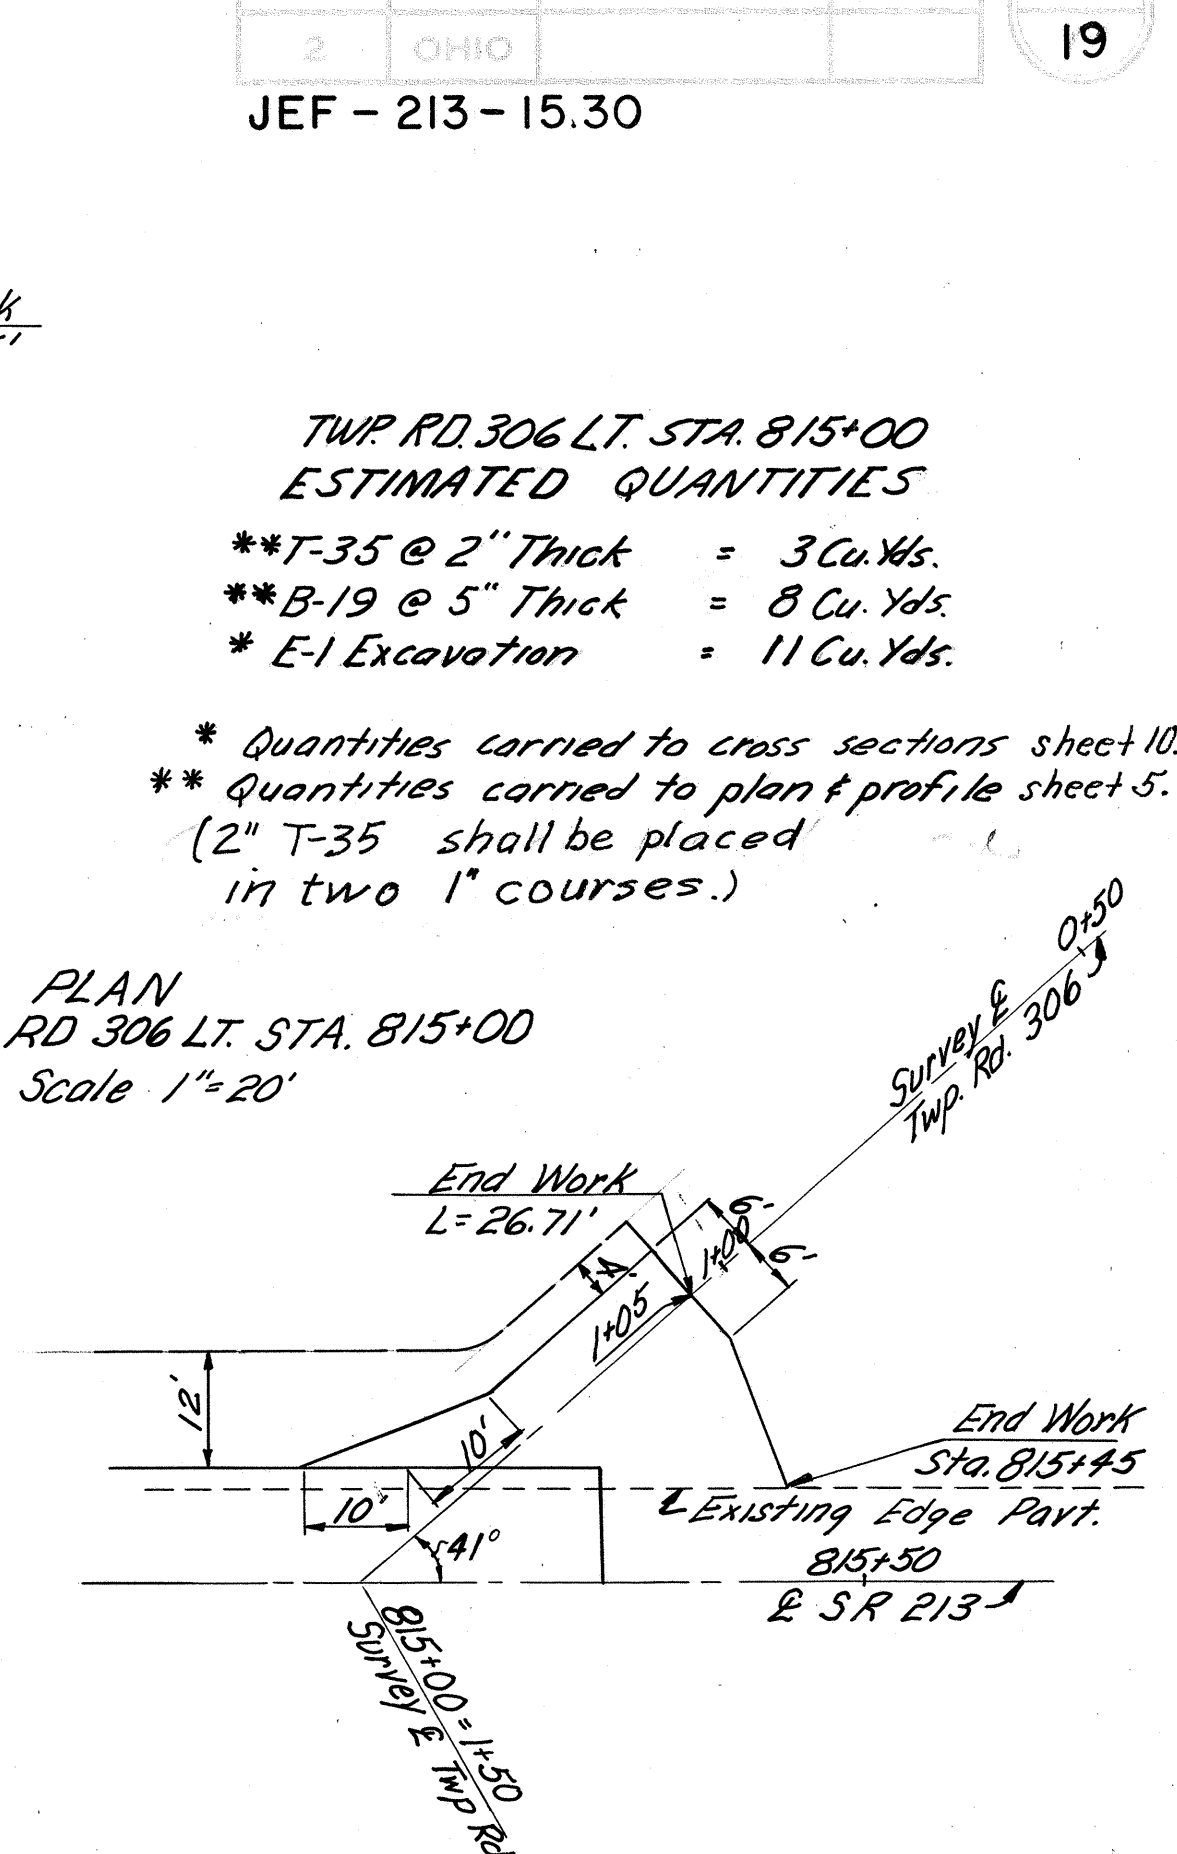 2 OHIO
19
JEF - 213 - 15.30
TWP. RD. 306 LT. STA. 815+00
ESTIMATED QUANTITIES
**T-35 @ 2" Thick = 3 Cu. Yds.
**B-19 @ 5" Thick = 8 Cu. Yds.
* E-1 Excavation = 11 Cu. Yds.
* Quantities carried to cross sections sheet 10.
** Quantities carried to plan & profile sheet 5.
(2" T-35 shall be placed
in two 1" courses.)
PLAN
RD 306 LT. STA. 815+00
Scale 1"=20'
0+50
Survey ℄
Twp. Rd. 306
End Work
L=26.71'
6'
1+00
6'
4'
1+05
12'
10'
10'
41°
End Work
Sta. 815+45
Existing Edge Pavt.
815+50
℄ SR 213
815+00 = 1+50
Survey ℄ Twp Rd